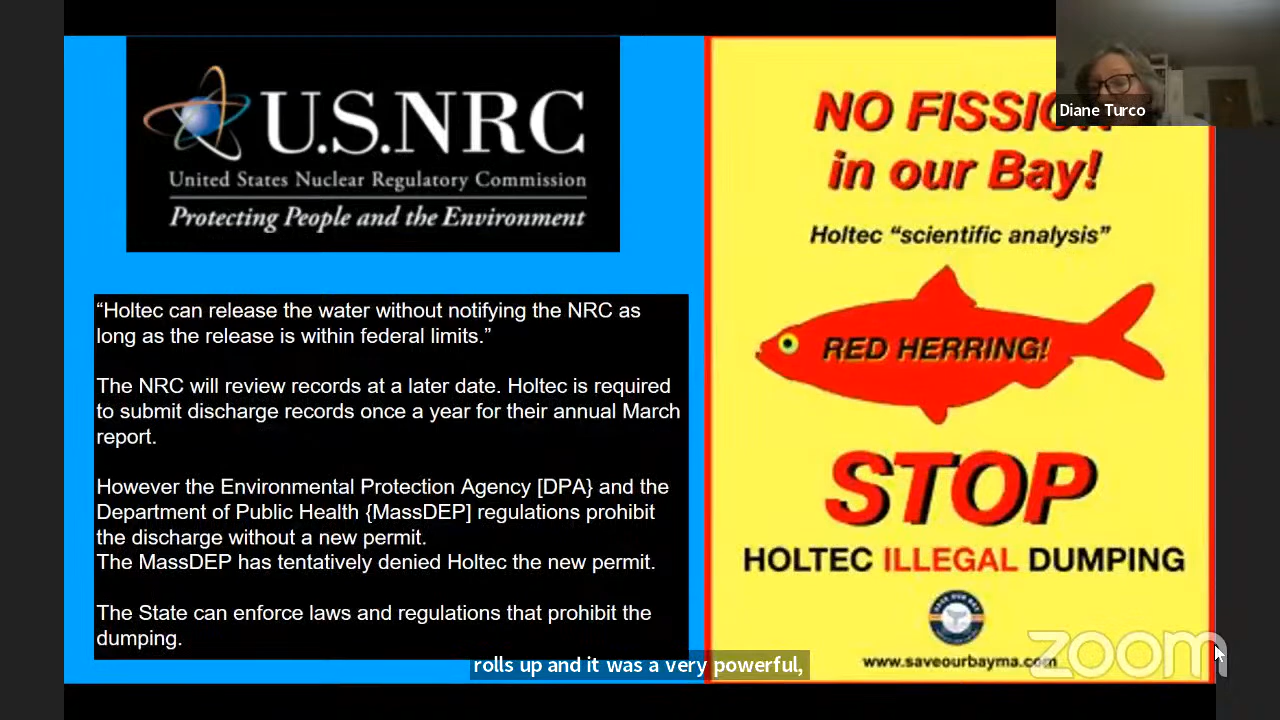 U.S.NRC
United States Nuclear Regulatory Commission
Protecting People and the Environment
“Holtec can release the water without notifying the NRC as
long as the release is within federal limits.”
The NRC will review records at a later date. Holtec is required
to submit discharge records once a year for their annual March
report.
However the Environmental Protection Agency [DPA} and the
Department of Public Health {MassDEP] regulations prohibit
the discharge without a new permit.
The MassDEP has tentatively denied Holtec the new permit.
The State can enforce laws and regulations that prohibit the
dumping.
NO FISSION
in our Bay!
Holtec “scientific analysis”
RED HERRING!
STOP
HOLTEC ILLEGAL DUMPING
SAVE OUR BAY
www.saveourbayma.com
Diane Turco
rolls up and it was a very powerful,
zoom